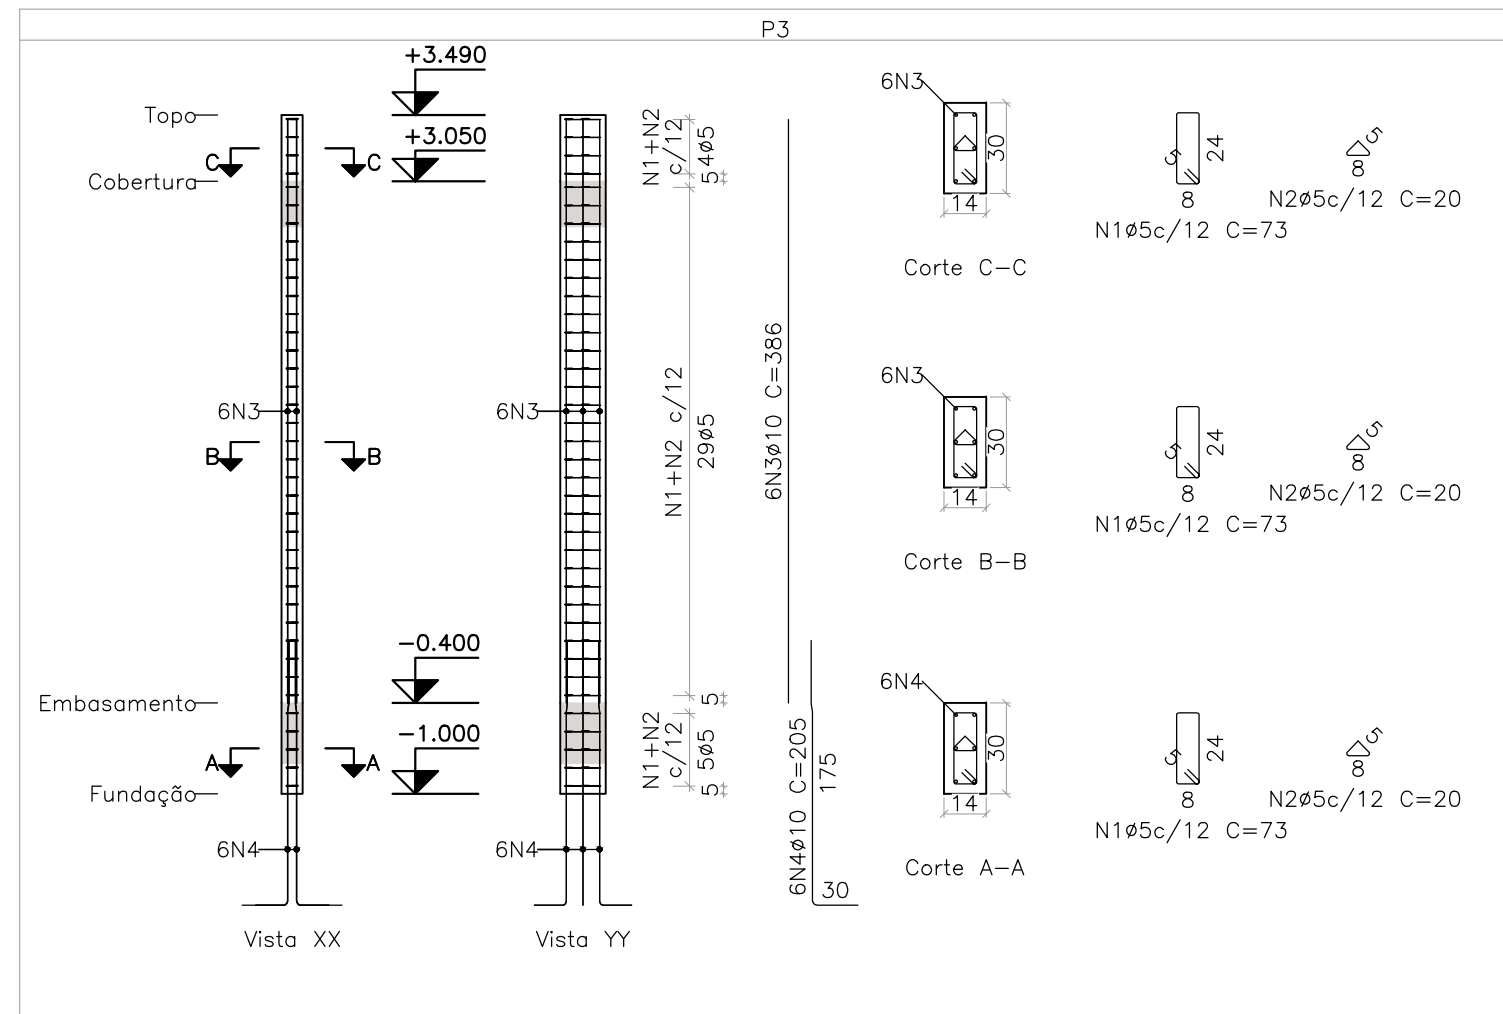 P3
+3.490
Topo
+3.050
C
C
Cobertura
6N3
6N3
B
B
-0.400
Embasamento
-1.000
A
A
Fundação
6N4
6N4
Vista XX
Vista YY
N1+N2
c/12
4ø5
5
N1+N2 c/12
29ø5
5
N1+N2
c/12
5ø5
5
6N3ø10 C=386
6N4ø10 C=205
175
30
6N3
30
14
Corte C-C
5
24
8
N1ø5c/12 C=73
5
8
N2ø5c/12 C=20
6N3
30
14
Corte B-B
5
24
8
N1ø5c/12 C=73
5
8
N2ø5c/12 C=20
6N4
30
14
Corte A-A
5
24
8
N1ø5c/12 C=73
5
8
N2ø5c/12 C=20